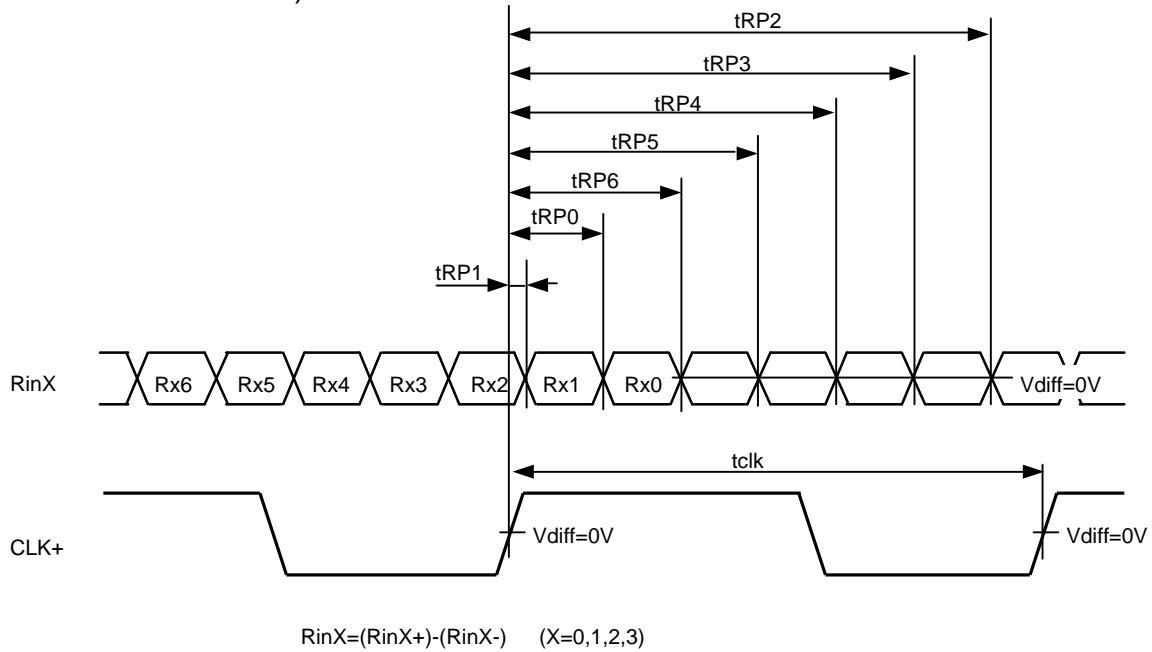 )
tRP2
tRP3
tRP4
tRP5
tRP6
tRP0
tRP1
RinX Rx6 Rx5 Rx4 Rx3 Rx2 Rx1 Rx0 Vdiff=0V
tclk
CLK+ Vdiff=0V Vdiff=0V
RinX=(RinX+)-(RinX-) (X=0,1,2,3)